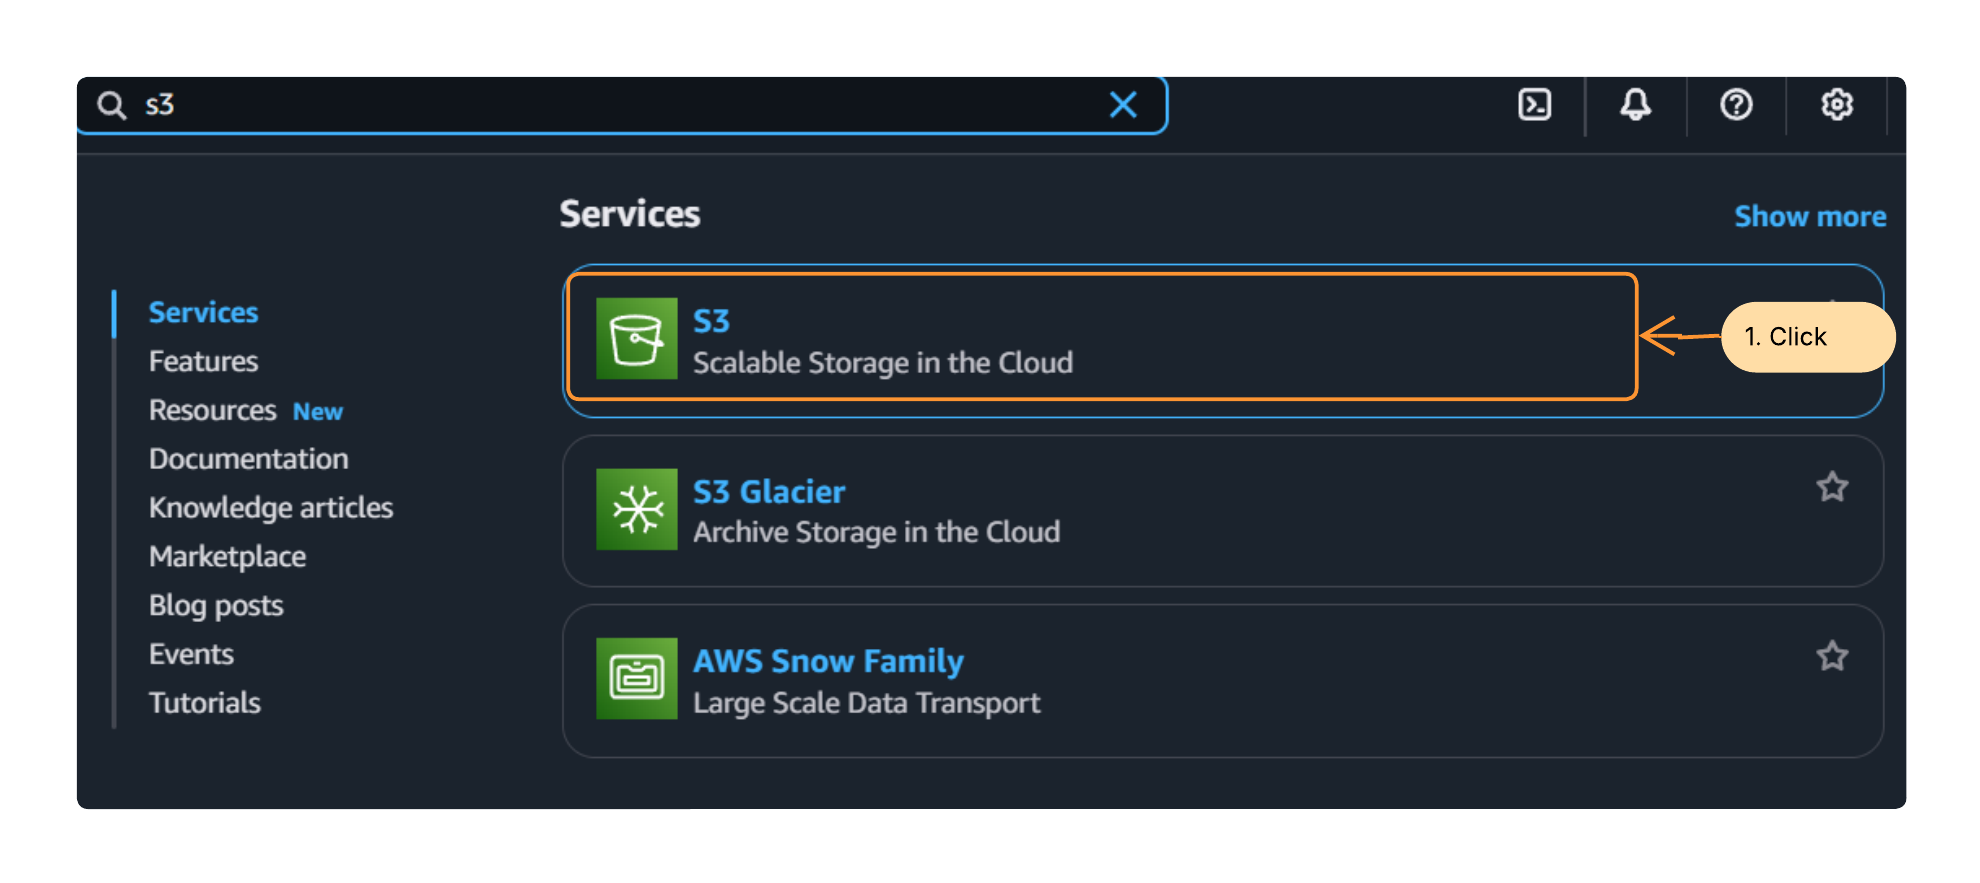 s3
Services
Show more
Services
Features
Resources New
Documentation
Knowledge articles
Marketplace
Blog posts
Events
Tutorials
S3
Scalable Storage in the Cloud
1. Click
S3 Glacier
Archive Storage in the Cloud
AWS Snow Family
Large Scale Data Transport